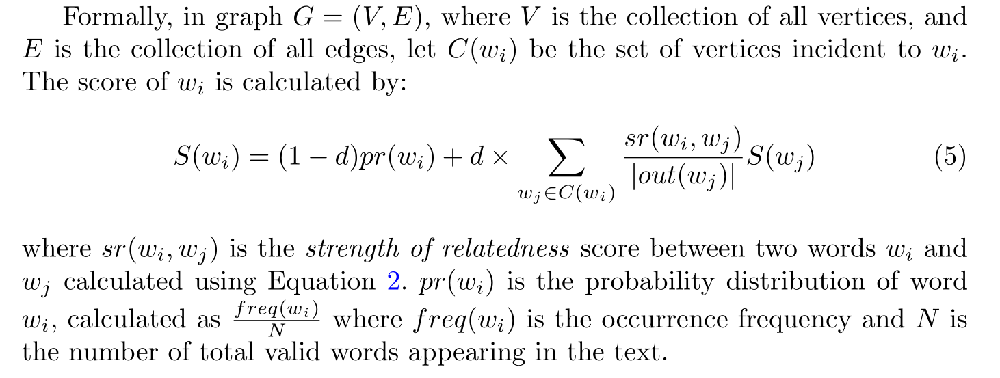 Formally, in graph G = (V, E), where V is the collection of all vertices, and
E is the collection of all edges, let C(w_i) be the set of vertices incident to w_i.
The score of w_i is calculated by:
S(w_i) = (1 − d)pr(w_i) + d × \sum_{w_j ∈ C(w_i)} \frac{sr(w_i, w_j)}{|out(w_j)|} S(w_j) (5)
where sr(w_i, w_j) is the strength of relatedness score between two words w_i and
w_j calculated using Equation 2. pr(w_i) is the probability distribution of word
w_i, calculated as \frac{freq(w_i)}{N} where freq(w_i) is the occurrence frequency and N is
the number of total valid words appearing in the text.